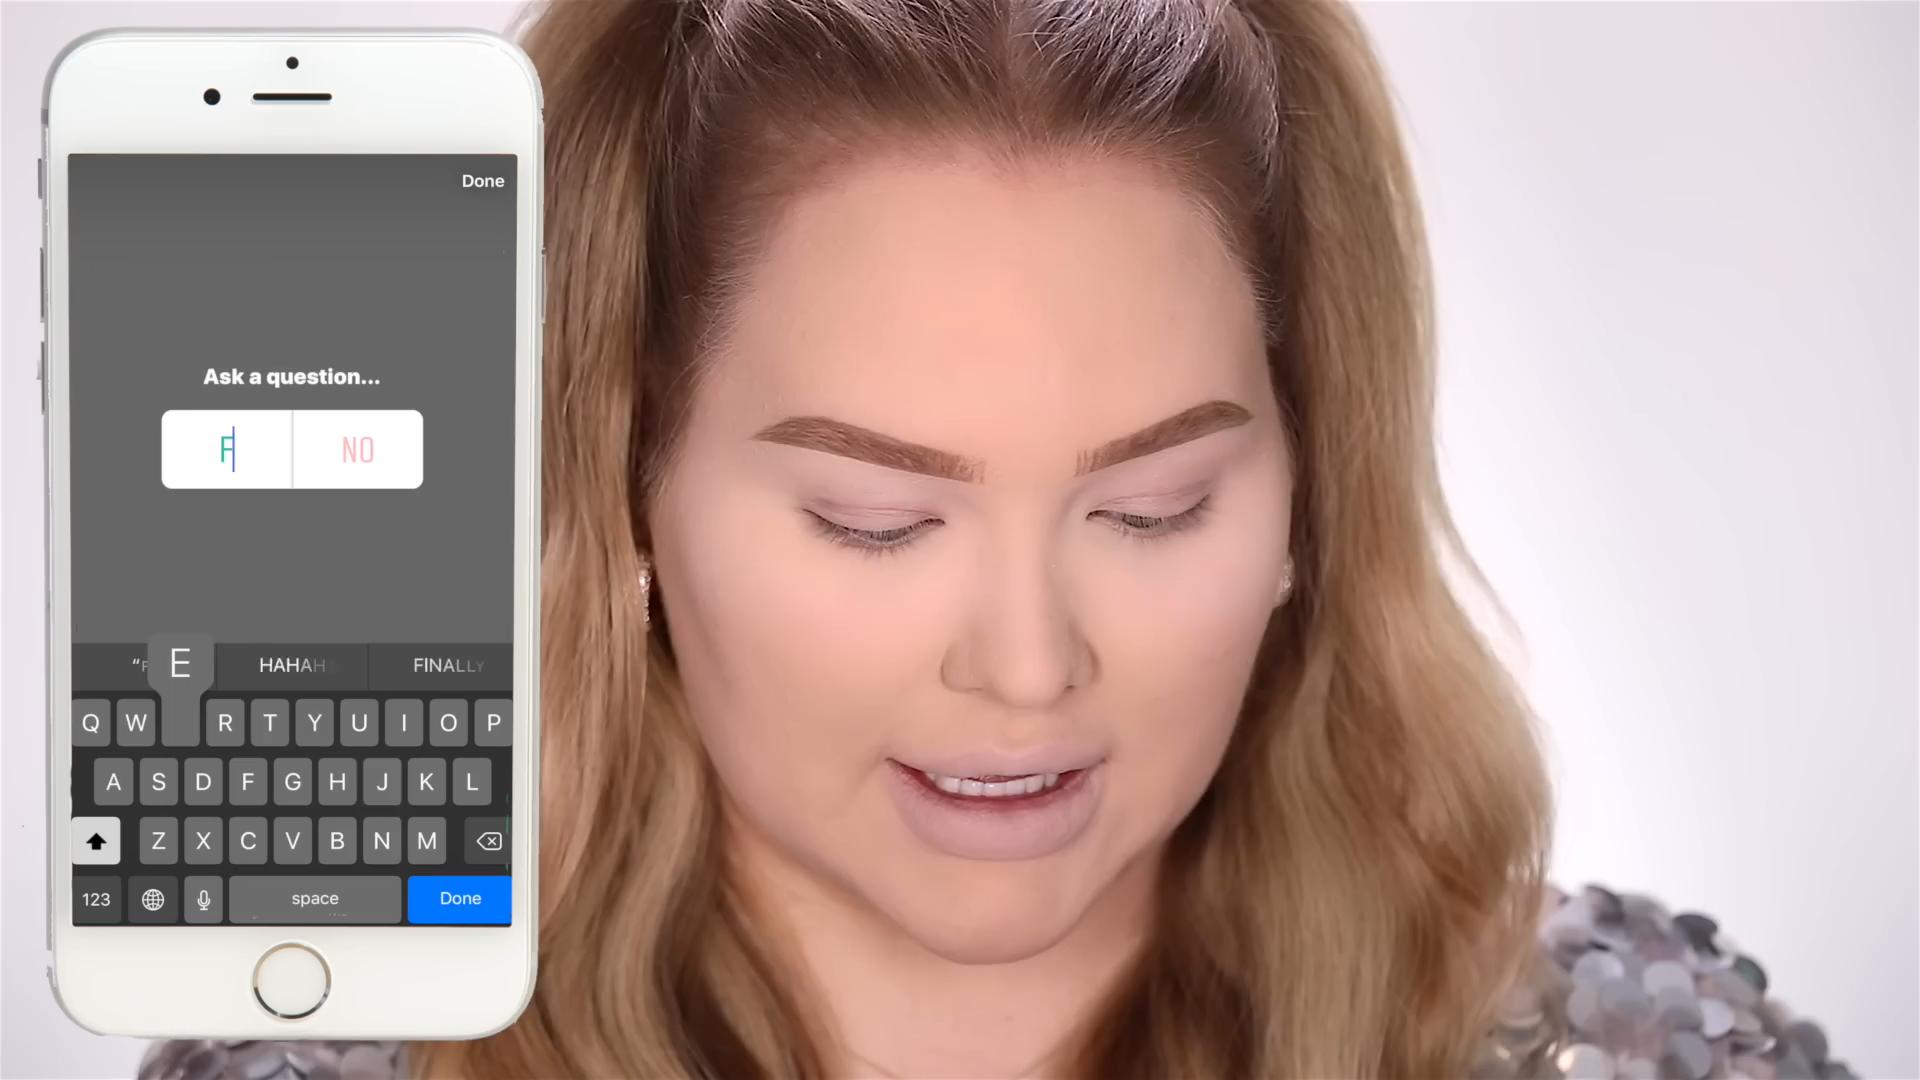 Done
Ask a question...
F NO
"F E HAHAH FINALLY
Q W R T Y U I O P
A S D F G H J K L
Z X C V B N M
123 space Done